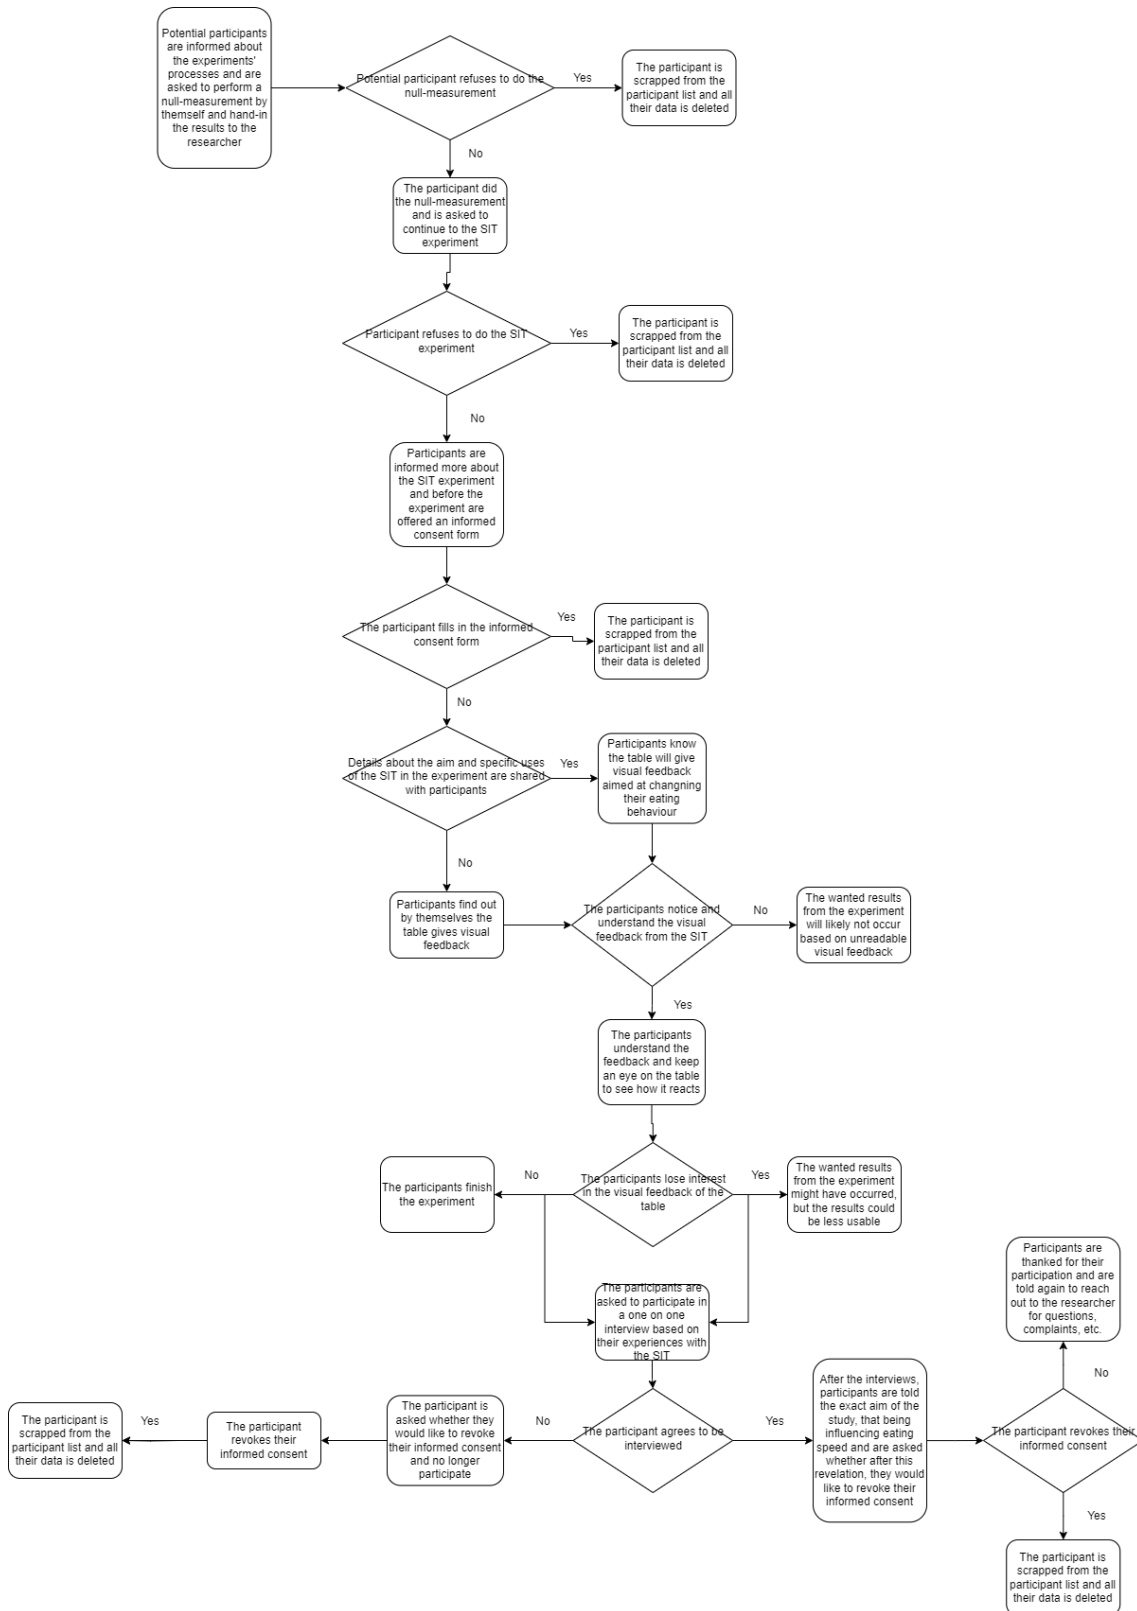 Potential participants
are informed about
the experiments'
processes and are
asked to perform a
null-measurement by
themself and hand-in
the results to the
researcher
Potential participant refuses to do the
null-measurement
Yes
The participant is
scrapped from the
participant list and all
their data is deleted
No
The participant did
the null-measurement
and is asked to
continue to the SIT
experiment
Participant refuses to do the SIT
experiment
Yes
The participant is
scrapped from the
participant list and all
their data is deleted
No
Participants are
informed more about
the SIT experiment
and before the
experiment are
offered an informed
consent form
The participant fills in the informed
consent form
Yes
The participant is
scrapped from the
participant list and all
their data is deleted
No
Details about the aim and specific uses
of the SIT in the experiment are shared
with participants
Yes
Participants know
the table will give
visual feedback
aimed at changning
their eating
behaviour
No
Participants find out
by themselves the
table gives visual
feedback
The participants notice and
understand the visual
feedback from the SIT
No
The wanted results
from the experiment
will likely not occur
based on unreadable
visual feedback
Yes
The participants
understand the
feedback and keep
an eye on the table
to see how it reacts
The participants lose interest
in the visual feedback of the
table
No
The participants finish
the experiment
Yes
The wanted results
from the experiment
might have occurred,
but the results could
be less usable
The participants are
asked to participate in
a one on one
interview based on
their experiences with
the SIT
The participant agrees to be
interviewed
No
The participant is
asked whether they
would like to revoke
their informed consent
and no longer
participate
The participant
revokes their
informed consent
Yes
The participant is
scrapped from the
participant list and all
their data is deleted
Yes
After the interviews,
participants are told
the exact aim of the
study, that being
influencing eating
speed and are asked
whether after this
revelation, they would
like to revoke their
informed consent
The participant revokes their
informed consent
No
Participants are
thanked for their
participation and are
told again to reach
out to the researcher
for questions,
complaints, etc.
Yes
The participant is
scrapped from the
participant list and all
their data is deleted